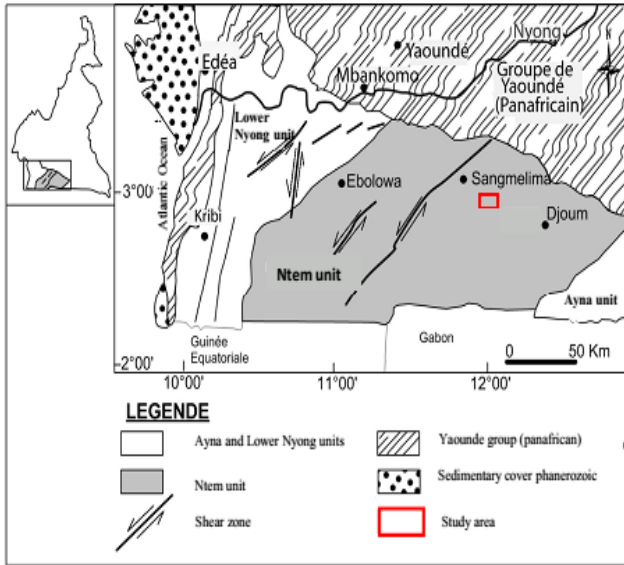 Nyong
N
Yaoundé
Edéa
Mbankomo
Groupe de
Yaoundé
(Panafricain)
Lower
Nyong unit
Atlantic Ocean
3°00'
Ebolowa
Sangmelima
Kribi
Djoum
Ntem unit
Ayna unit
Guinée
Equatoriale
Gabon
0 50 Km
2°00'
10°00' 11°00' 12°00'
LEGENDE
Ayna and Lower Nyong units
Yaounde group (panafrican)
Ntem unit
Sedimentary cover phanerozoic
Shear zone
Study area